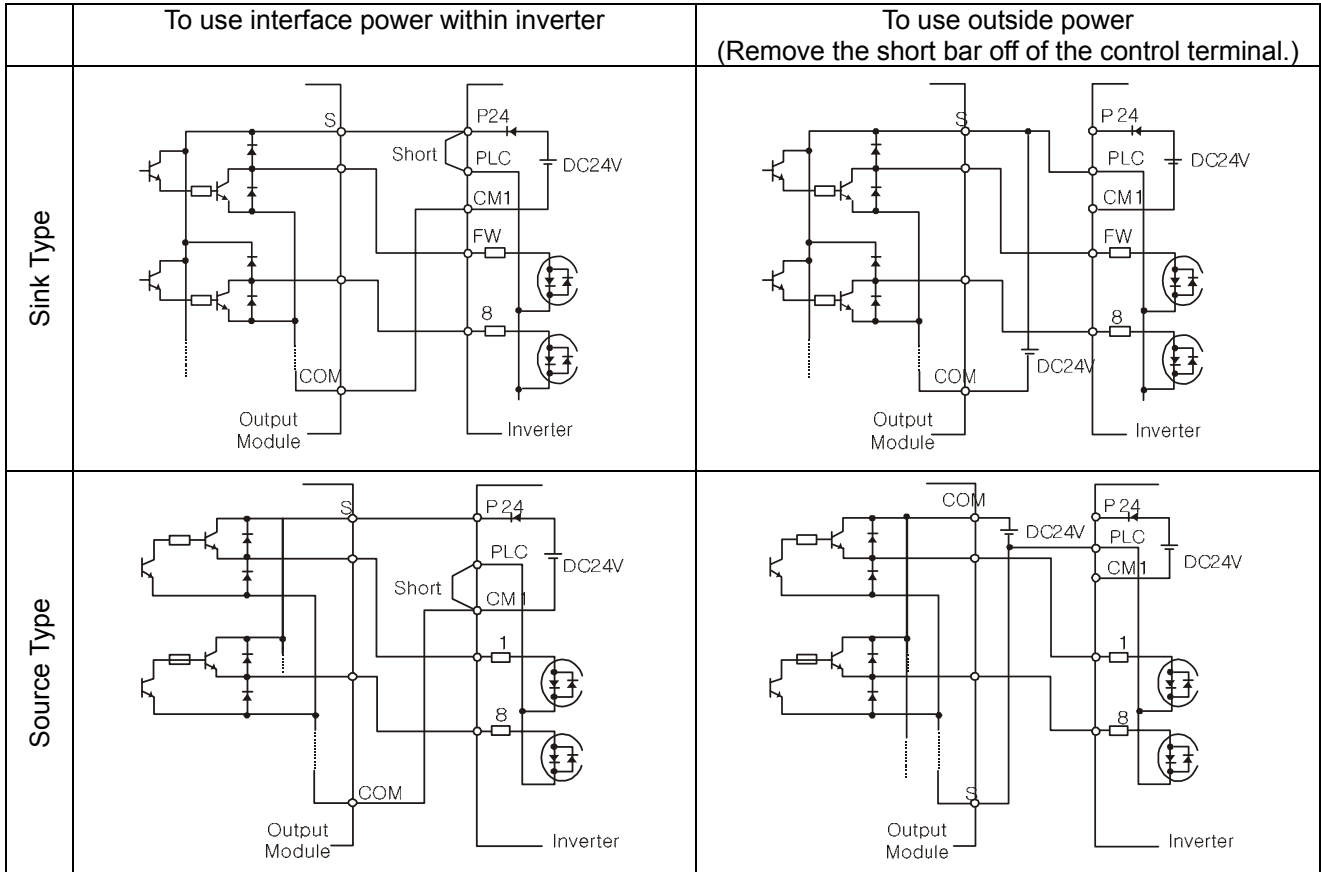 To use interface power within inverter
To use outside power
(Remove the short bar off of the control terminal.)
Sink Type
S
P24
Short
PLC
DC24V
CM1
FW
8
COM
Output
Module
Inverter
S
P24
PLC
DC24V
CM1
FW
8
DC24V
COM
Output
Module
Inverter
Source Type
S
P24
PLC
DC24V
Short
CM1
1
8
COM
Output
Module
Inverter
COM
P24
DC24V
PLC
DC24V
CM1
1
8
S
Output
Module
Inverter